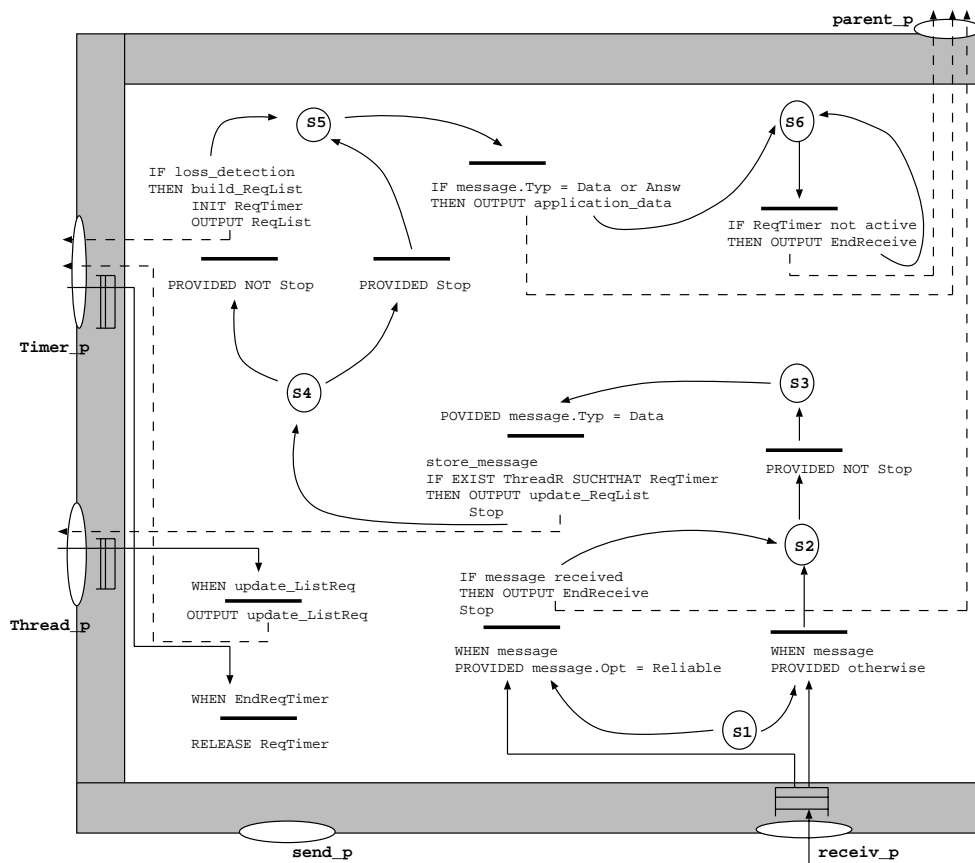 parent_p
S5
S6
IF loss_detection
THEN build_ReqList
INIT ReqTimer
OUTPUT ReqList
IF message.Typ = Data or Answ
THEN OUTPUT application_data
IF ReqTimer not active
THEN OUTPUT EndReceive
PROVIDED NOT Stop
PROVIDED Stop
Timer_p
S4
S3
POVIDED message.Typ = Data
store_message
IF EXIST ThreadR SUCHTHAT ReqTimer
THEN OUTPUT update_ReqList
Stop
PROVIDED NOT Stop
S2
IF message received
THEN OUTPUT EndReceive
Stop
WHEN update_ListReq
OUTPUT update_ListReq
Thread_p
WHEN message
PROVIDED message.Opt = Reliable
WHEN message
PROVIDED otherwise
WHEN EndReqTimer
RELEASE ReqTimer
S1
send_p
receiv_p